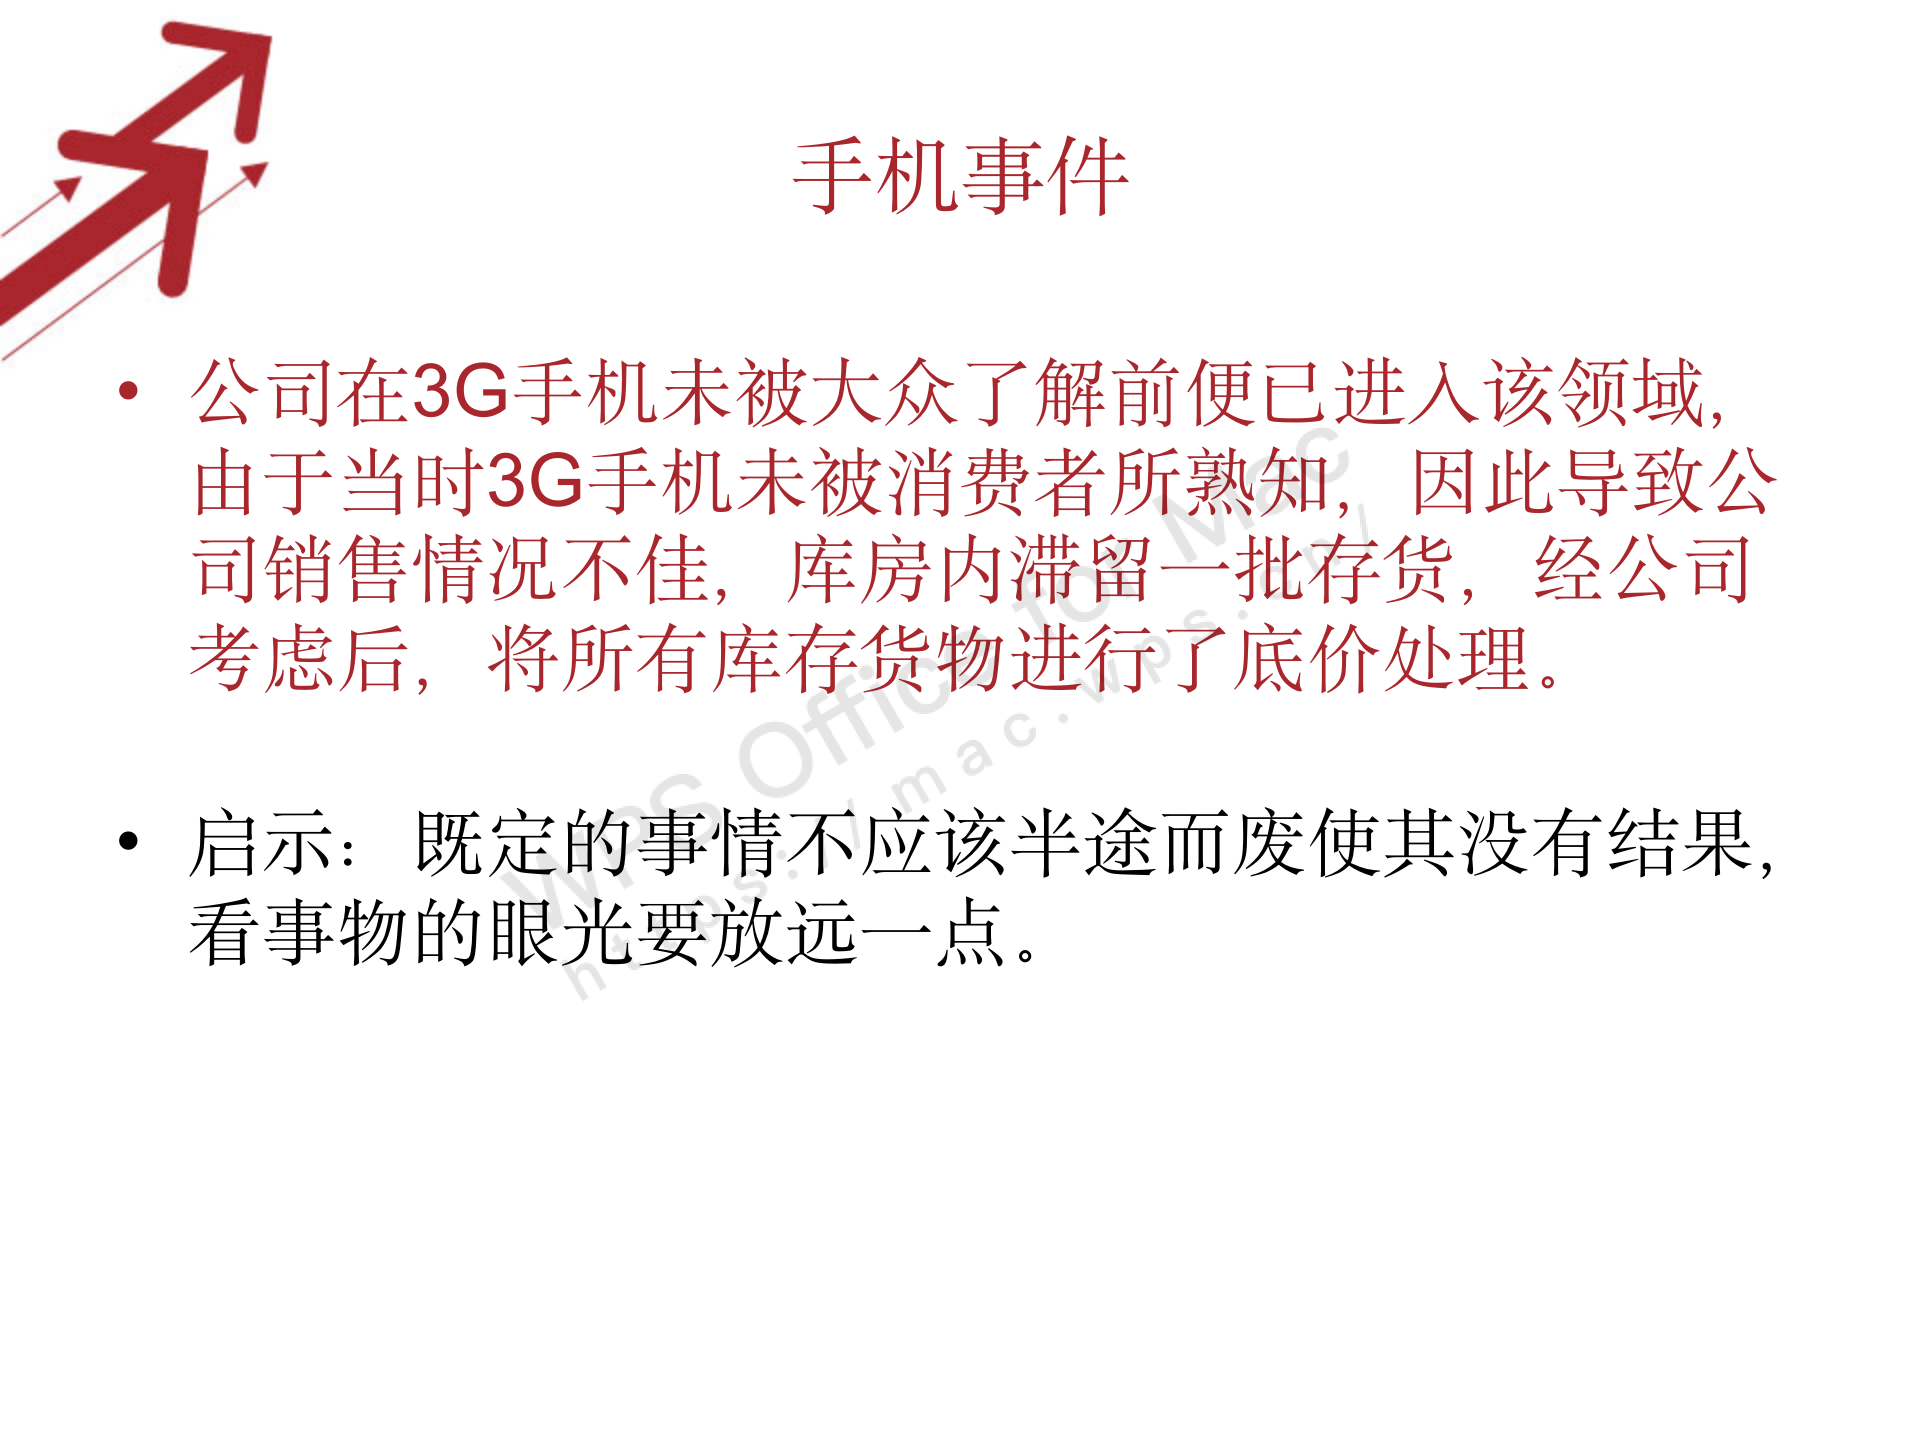 手机事件
• 公司在3G手机未被大众了解前便已进入该领域，
由于当时3G手机未被消费者所熟知，因此导致公
司销售情况不佳，库房内滞留一批存货，经公司
考虑后，将所有库存货物进行了底价处理。
• 启示：既定的事情不应该半途而废使其没有结果，
看事物的眼光要放远一点。
WPS Office for Mac
https://mac.wps.cn/